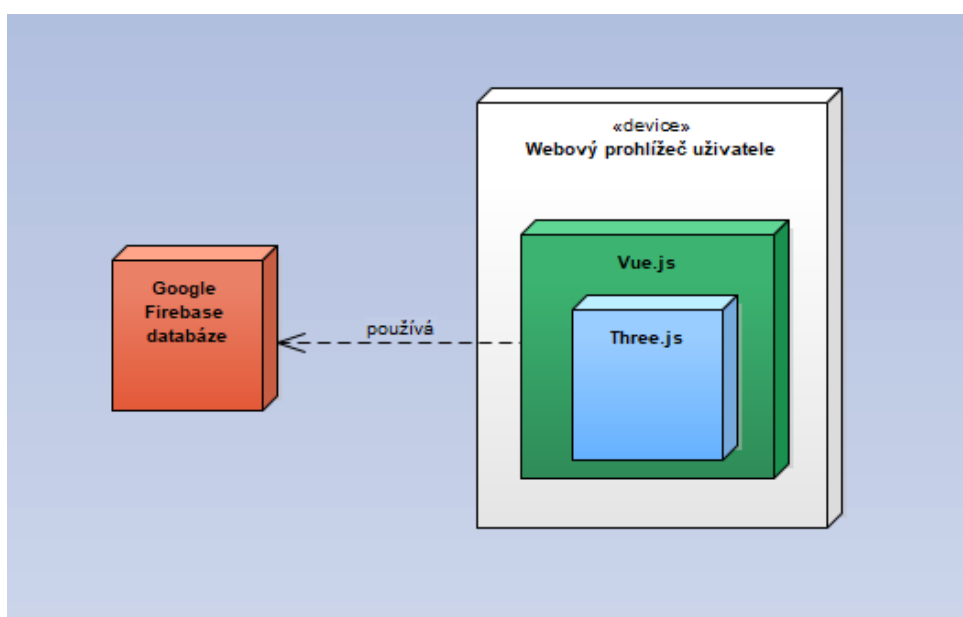 «device»
Webový prohlížeč uživatele
Vue.js
Google
Firebase
databáze
používá
Three.js